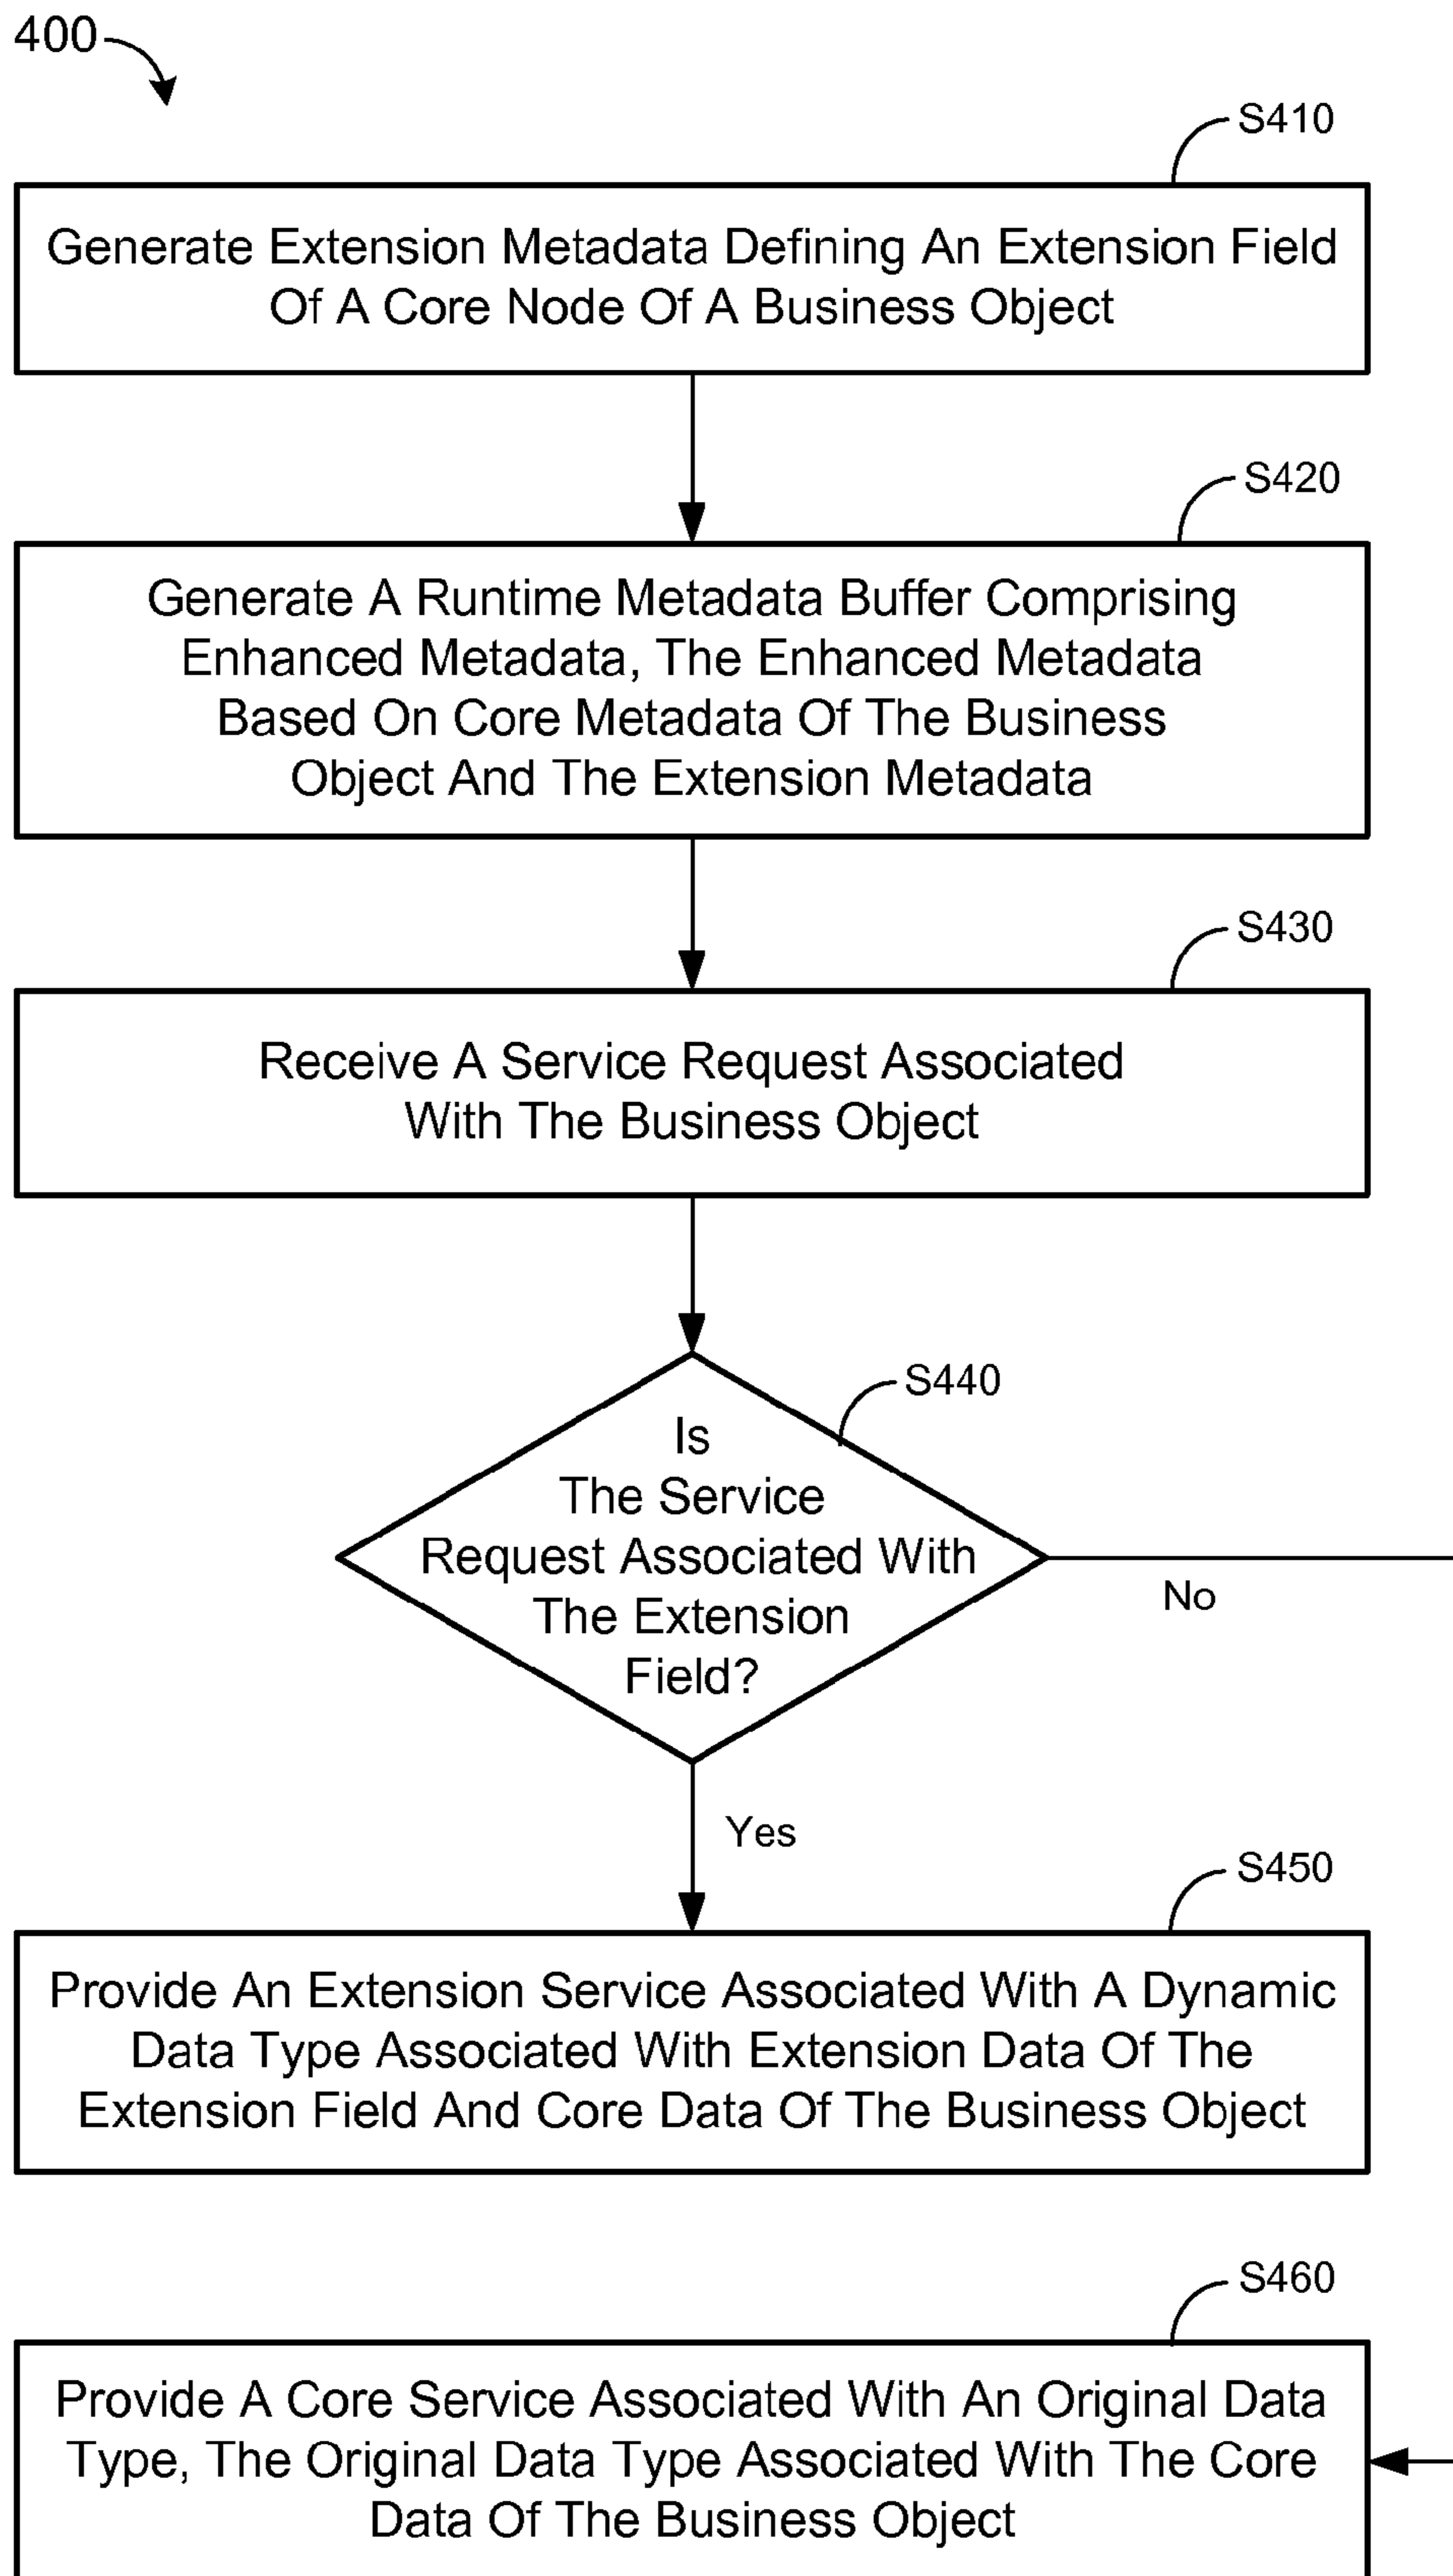 400
S410
Generate Extension Metadata Defining An Extension Field
Of A Core Node Of A Business Object
S420
Generate A Runtime Metadata Buffer Comprising
Enhanced Metadata, The Enhanced Metadata
Based On Core Metadata Of The Business
Object And The Extension Metadata
S430
Receive A Service Request Associated
With The Business Object
S440
Is
The Service
Request Associated With
The Extension
Field?
No
Yes
S450
Provide An Extension Service Associated With A Dynamic
Data Type Associated With Extension Data Of The
Extension Field And Core Data Of The Business Object
S460
Provide A Core Service Associated With An Original Data
Type, The Original Data Type Associated With The Core
Data Of The Business Object